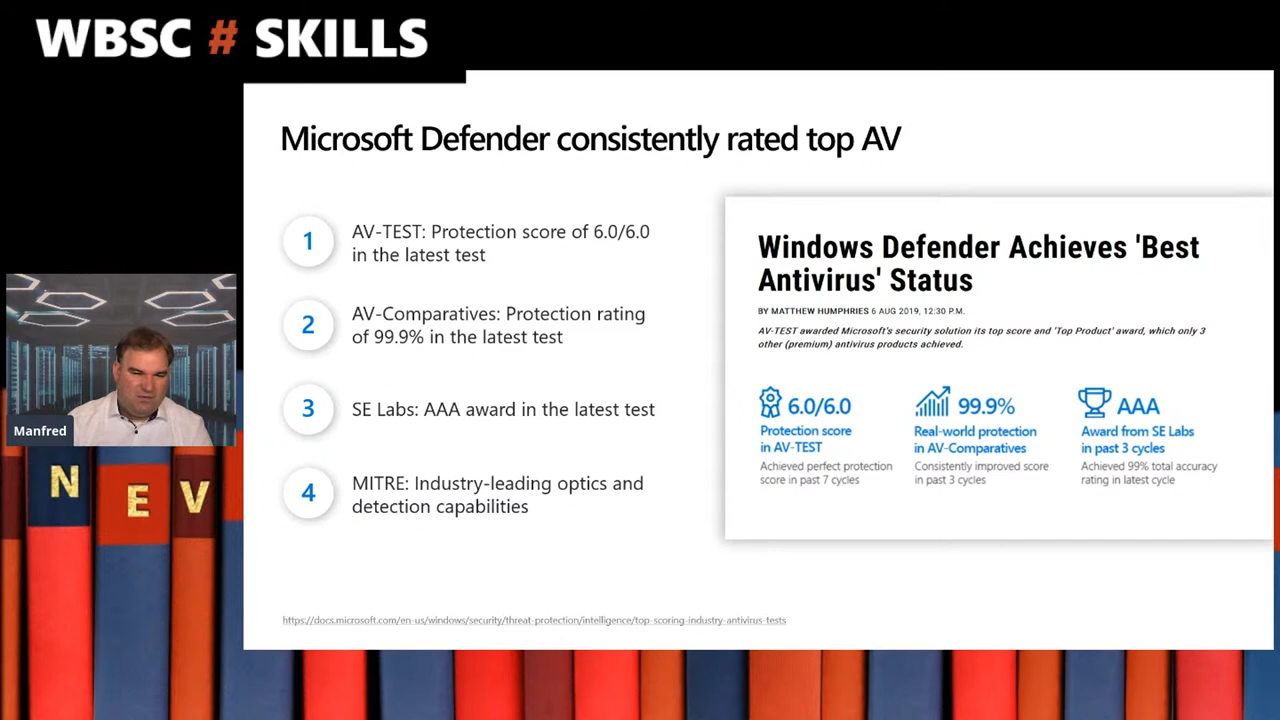 WBSC # SKILLS
Microsoft Defender consistently rated top AV
1
AV-TEST: Protection score of 6.0/6.0
in the latest test
2
AV-Comparatives: Protection rating
of 99.9% in the latest test
3
SE Labs: AAA award in the latest test
4
MITRE: Industry-leading optics and
detection capabilities
Windows Defender Achieves 'Best
Antivirus' Status
BY MATTHEW HUMPHRIES 6 AUG 2019, 12:30 P.M.
AV-TEST awarded Microsoft's security solution its top score and 'Top Product' award, which only 3
other (premium) antivirus products achieved.
6.0/6.0
Protection score
in AV-TEST
Achieved perfect protection
score in past 7 cycles
99.9%
Real-world protection
in AV-Comparatives
Consistently improved score
in past 3 cycles
AAA
Award from SE Labs
in past 3 cycles
Achieved 99% total accuracy
rating in latest cycle
https://docs.microsoft.com/en-us/windows/security/threat-protection/intelligence/top-scoring-industry-antivirus-tests
Manfred
N E V